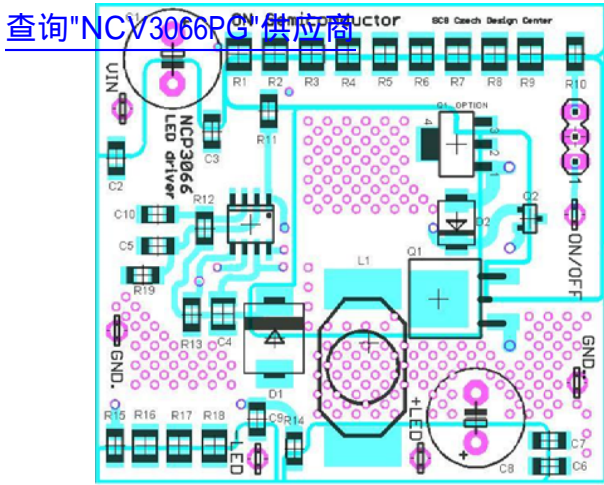 查询"NCV3066PG"供应商
ON Semiconductor
SCG Czech Design Center
C1
R1 R2 R3 R4 R5 R6 R7 R8 R9 R10
VIN
NCP3066
LED driver
C2
C3
R11
Q1 OPTION
4
3
2
1
1
C10
R12
C5
R19
D2
Q2
ON/OFF
L1
Q1
R13
C4
GND.
GND.
D1
R15 R16 R17 R18
C9
R14
LED
+LED
+
C8
C7
C6